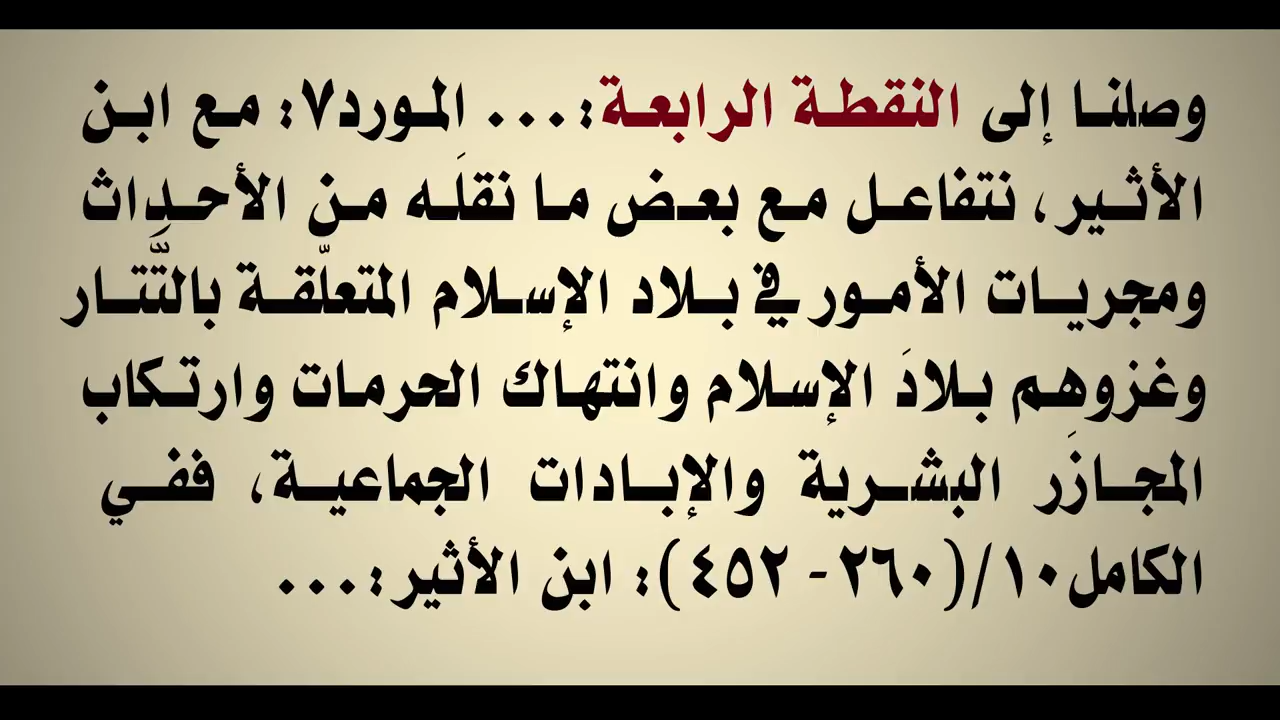 وصلنا إلى النقطة الرابعة:... المورد٧: مع ابن
الأثير، نتفاعل مع بعض ما نقلَه من الأحداث
ومجريات الأمور في بلاد الإسلام المتعلّقة بالتَّتار
وغزوهِم بلادَ الإسلام وانتهاك الحرمات وارتكاب
المجازَر البشرية والإبادات الجماعية، ففي
الكامل١٠/(٢٦٠- ٤٥٢): ابن الأثير:...